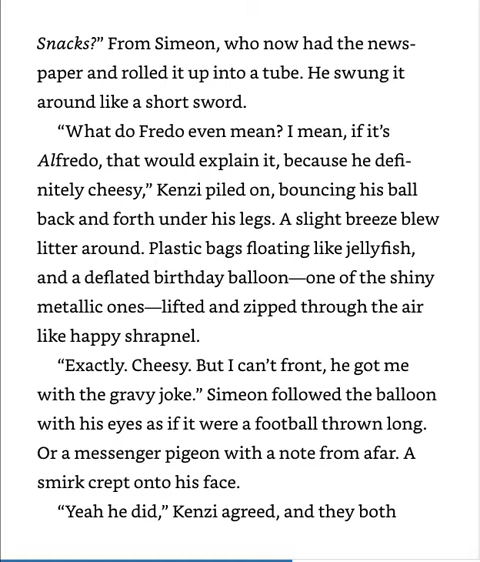 Snacks?” From Simeon, who now had the news-
paper and rolled it up into a tube. He swung it
around like a short sword.
“What do Fredo even mean? I mean, if it’s
Alfredo, that would explain it, because he defi-
nitely cheesy,” Kenzi piled on, bouncing his ball
back and forth under his legs. A slight breeze blew
litter around. Plastic bags floating like jellyfish,
and a deflated birthday balloon—one of the shiny
metallic ones—lifted and zipped through the air
like happy shrapnel.
“Exactly. Cheesy. But I can’t front, he got me
with the gravy joke.” Simeon followed the balloon
with his eyes as if it were a football thrown long.
Or a messenger pigeon with a note from afar. A
smirk crept onto his face.
“Yeah he did,” Kenzi agreed, and they both